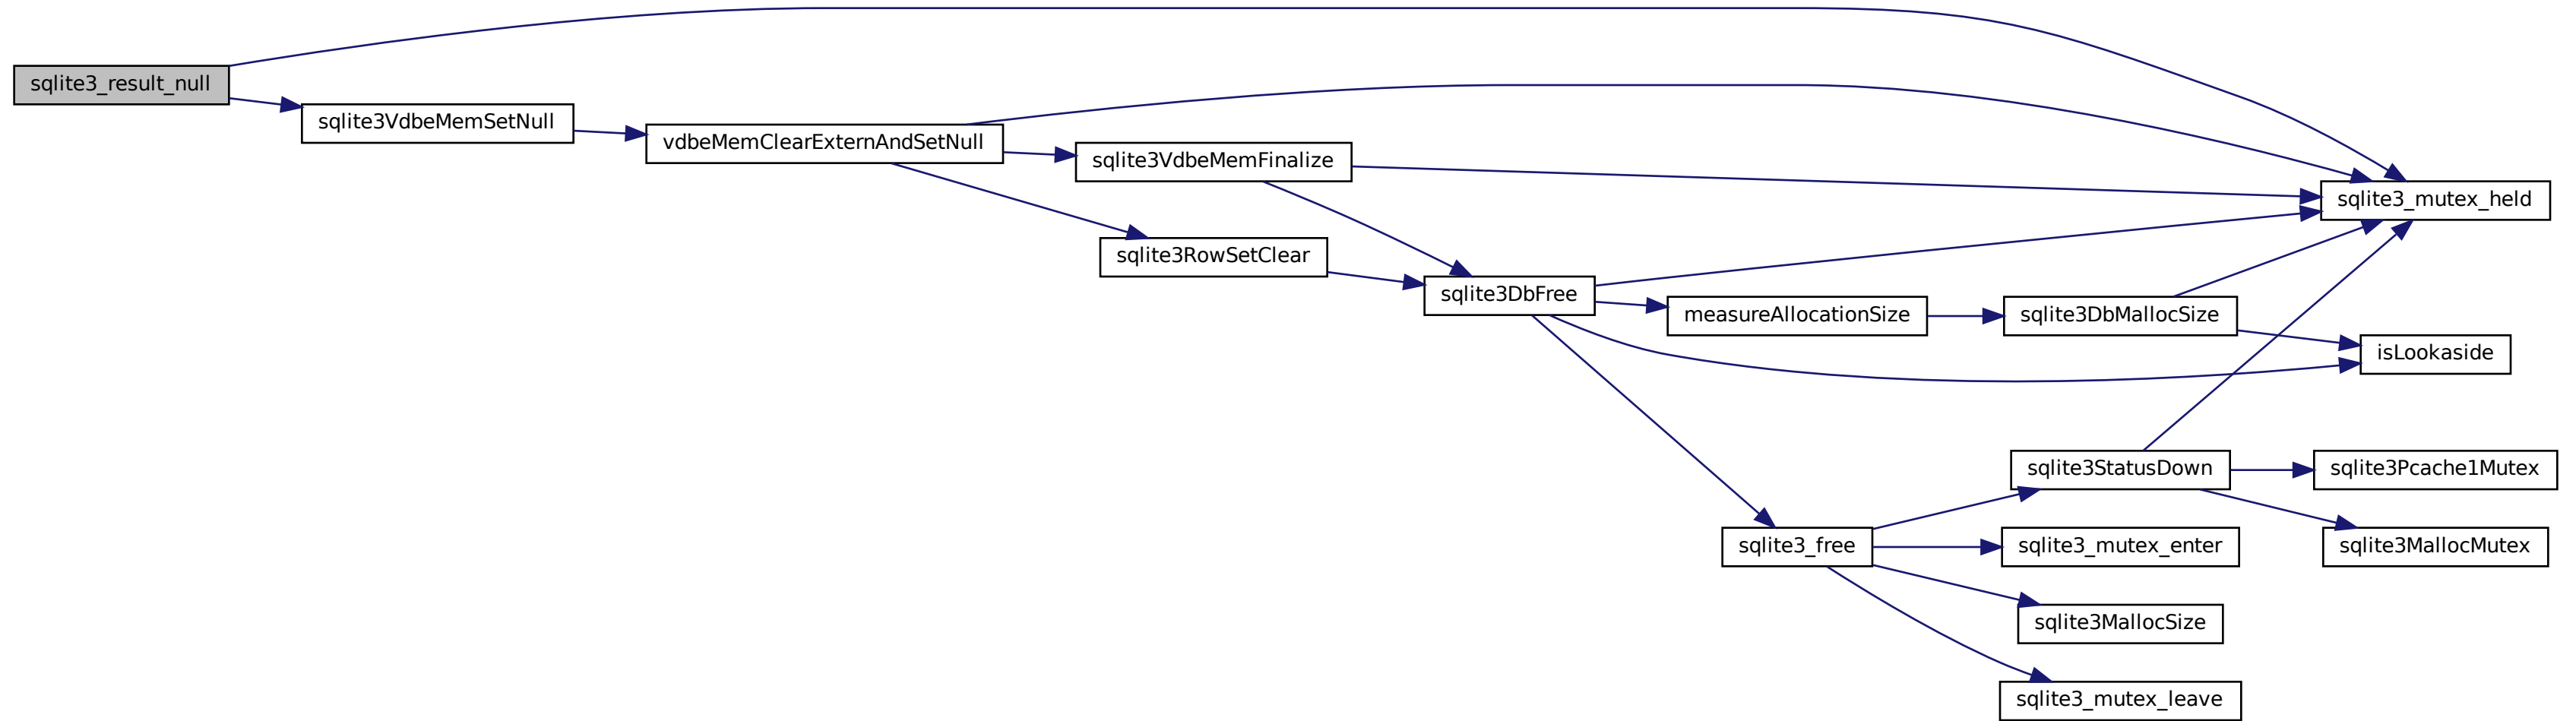 sqlite3_result_null
sqlite3VdbeMemSetNull
vdbeMemClearExternAndSetNull
sqlite3VdbeMemFinalize
sqlite3_mutex_held
sqlite3RowSetClear
sqlite3DbFree
measureAllocationSize
sqlite3DbMallocSize
isLookaside
sqlite3StatusDown
sqlite3Pcache1Mutex
sqlite3_free
sqlite3_mutex_enter
sqlite3MallocMutex
sqlite3MallocSize
sqlite3_mutex_leave